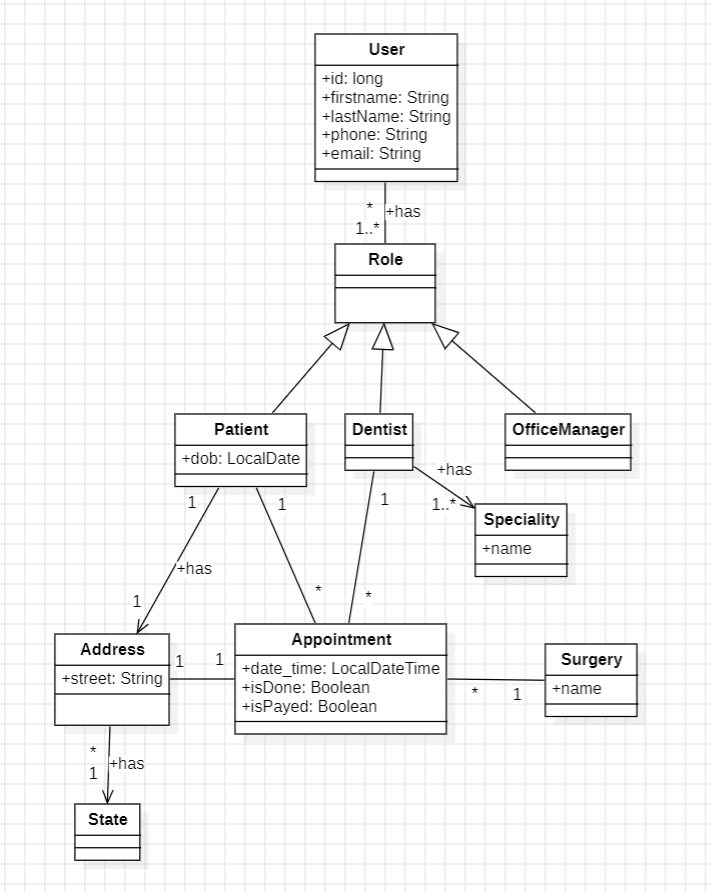 User
+id: long
+firstname: String
+lastName: String
+phone: String
+email: String
*
+has
1..*
Role
Patient
+dob: LocalDate
Dentist
OfficeManager
+has
1..*
Speciality
+name
1
1
1
+has
1
*
*
Address
+street: String
1
1
Appointment
+date_time: LocalDateTime
+isDone: Boolean
+isPayed: Boolean
*
1
Surgery
+name
*
+has
1
State